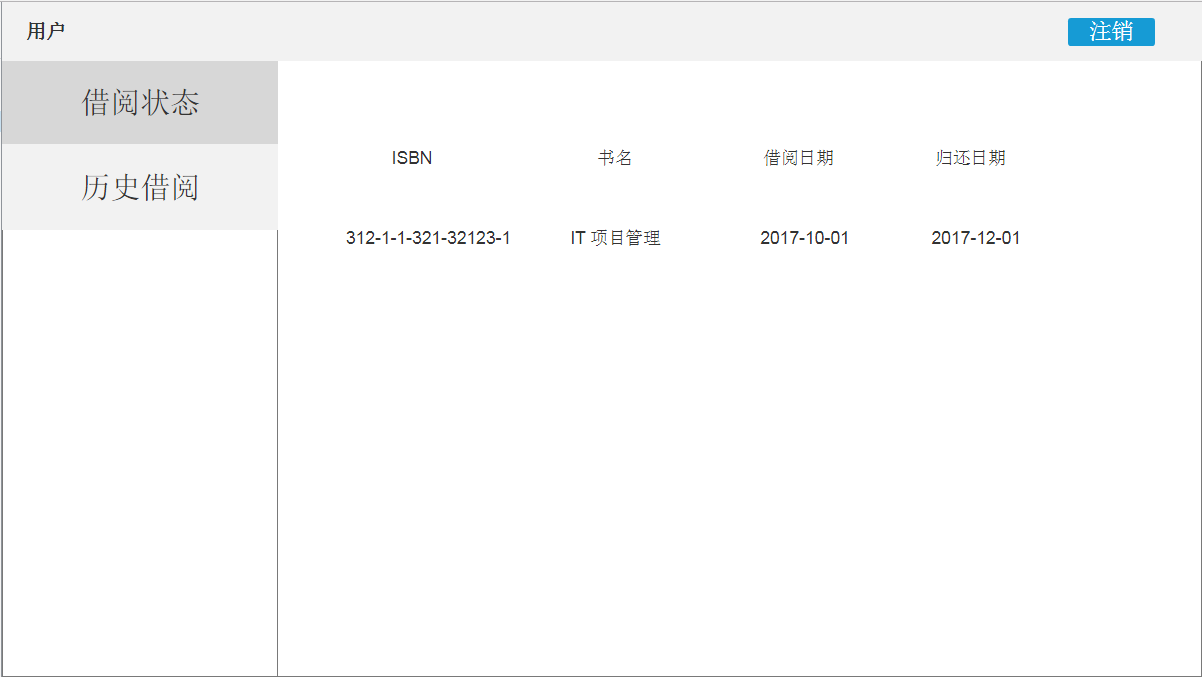 用户
注销
借阅状态
历史借阅
ISBN 书名 借阅日期 归还日期
312-1-1-321-32123-1 IT 项目管理 2017-10-01 2017-12-01